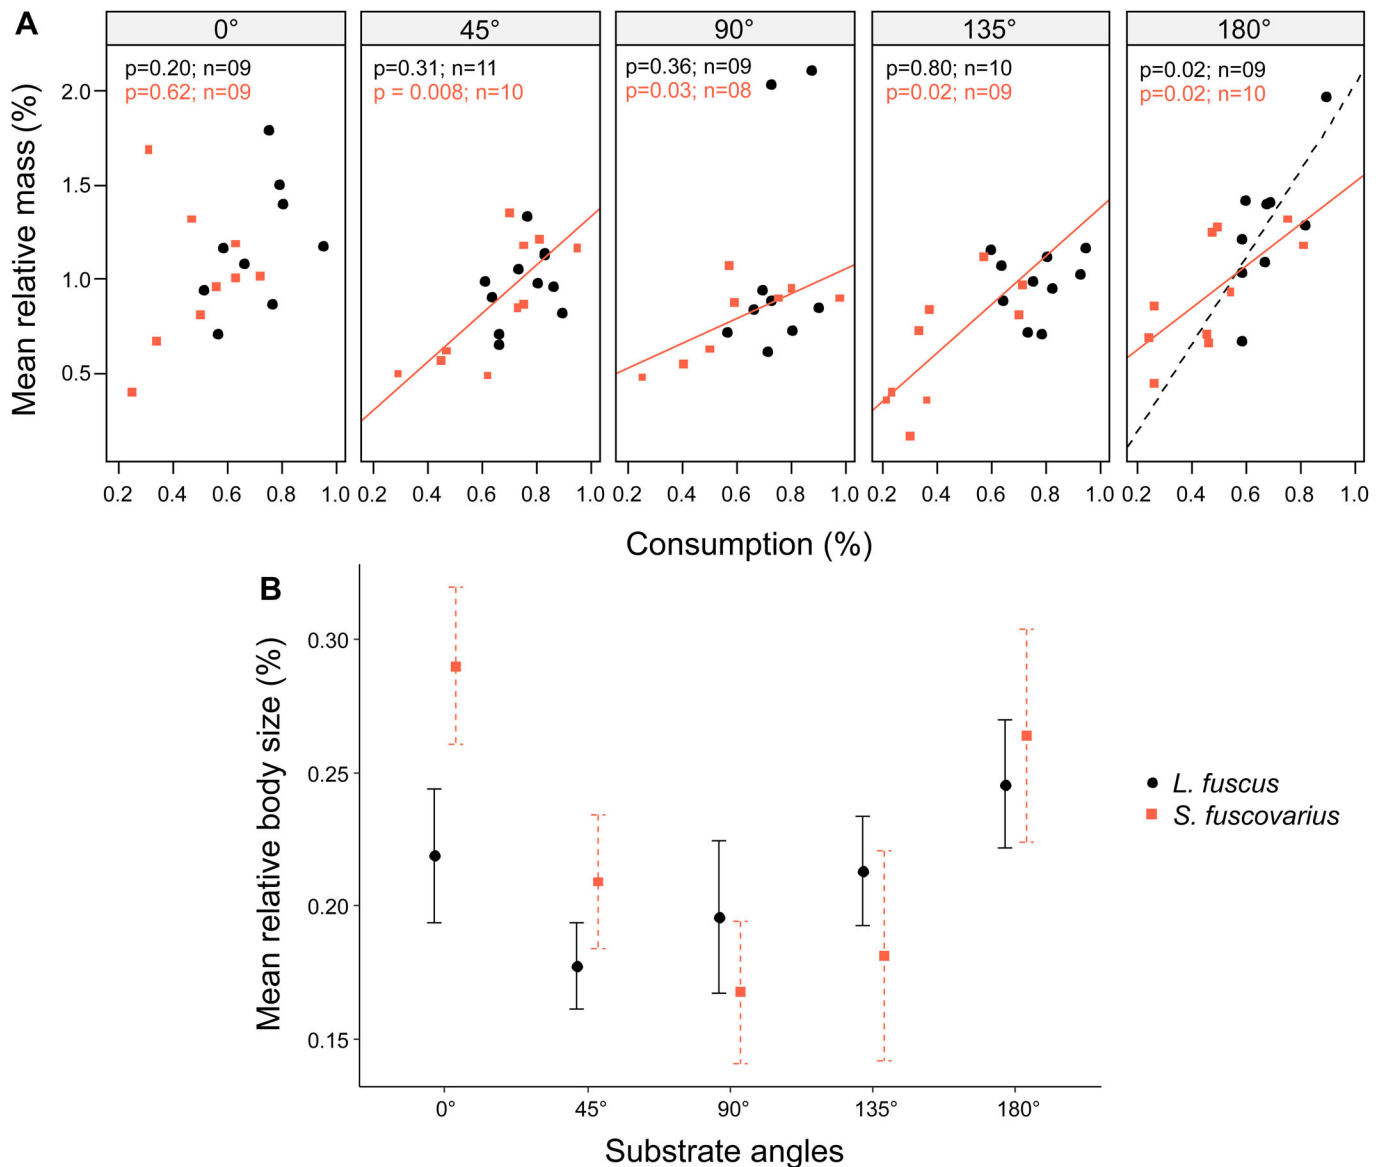 A
0°
45°
90°
135°
180°
p=0.20; n=09
p=0.62; n=09
p=0.31; n=11
p = 0.008; n=10
p=0.36; n=09
p=0.03; n=08
p=0.80; n=10
p=0.02; n=09
p=0.02; n=09
p=0.02; n=10
Mean relative mass (%)
2.0
1.5
1.0
0.5
0.2 0.4 0.6 0.8 1.0
0.2 0.4 0.6 0.8 1.0
0.2 0.4 0.6 0.8 1.0
0.2 0.4 0.6 0.8 1.0
0.2 0.4 0.6 0.8 1.0
Consumption (%)
B
Mean relative body size (%)
0.30
0.25
0.20
0.15
0° 45° 90° 135° 180°
Substrate angles
L. fuscus
S. fuscovarius